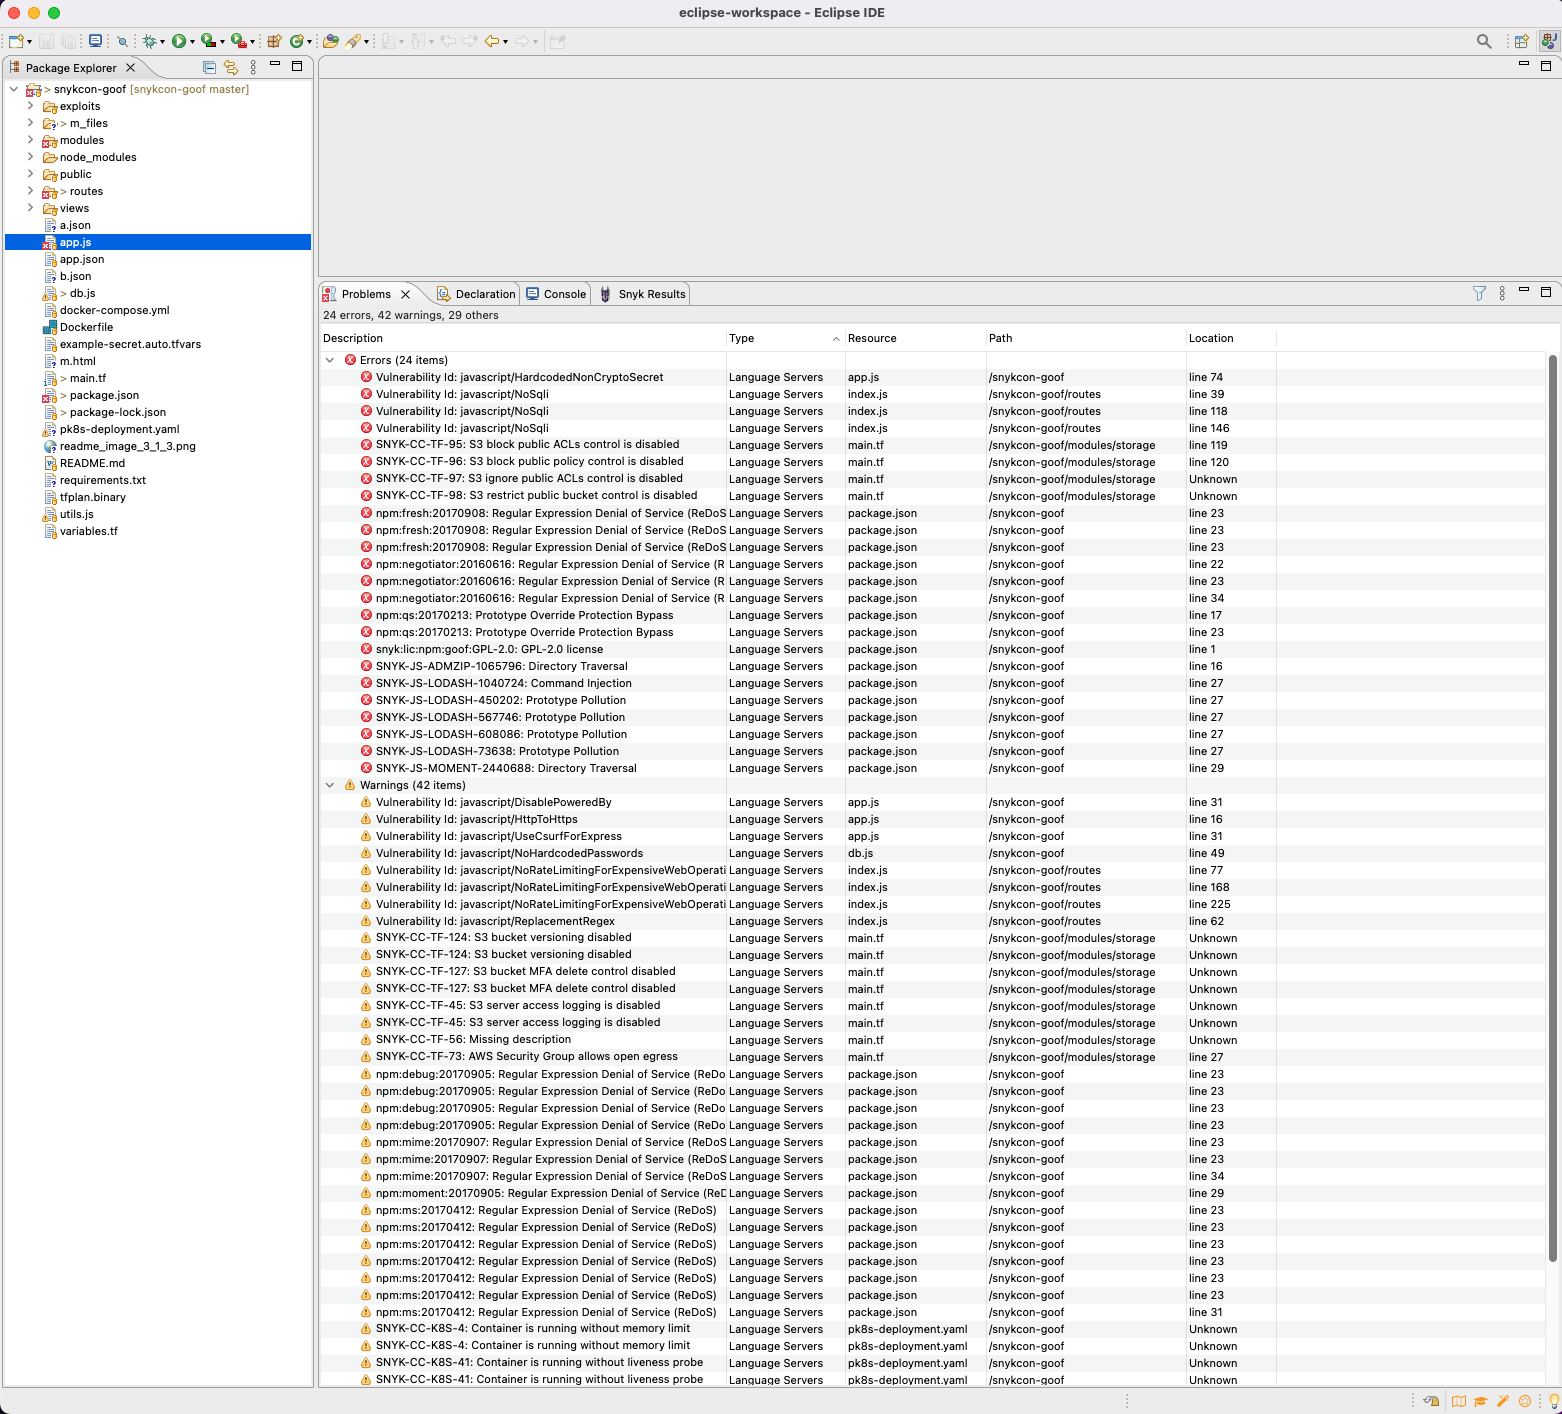 eclipse-workspace - Eclipse IDE
Package Explorer
> snykcon-goof [snykcon-goof master]
exploits
> m_files
modules
node_modules
public
> routes
views
a.json
app.js
app.json
b.json
> db.js
docker-compose.yml
Dockerfile
example-secret.auto.tfvars
m.html
> main.tf
> package.json
> package-lock.json
pk8s-deployment.yaml
readme_image_3_1_3.png
README.md
requirements.txt
tfplan.binary
utils.js
variables.tf
Problems Declaration Console Snyk Results
24 errors, 42 warnings, 29 others
Description Type Resource Path Location
Errors (24 items)
Vulnerability Id: javascript/HardcodedNonCryptoSecret Language Servers app.js /snykcon-goof line 74
Vulnerability Id: javascript/NoSqli Language Servers index.js /snykcon-goof/routes line 39
Vulnerability Id: javascript/NoSqli Language Servers index.js /snykcon-goof/routes line 118
Vulnerability Id: javascript/NoSqli Language Servers index.js /snykcon-goof/routes line 146
SNYK-CC-TF-95: S3 block public ACLs control is disabled Language Servers main.tf /snykcon-goof/modules/storage line 119
SNYK-CC-TF-96: S3 block public policy control is disabled Language Servers main.tf /snykcon-goof/modules/storage line 120
SNYK-CC-TF-97: S3 ignore public ACLs control is disabled Language Servers main.tf /snykcon-goof/modules/storage Unknown
SNYK-CC-TF-98: S3 restrict public bucket control is disabled Language Servers main.tf /snykcon-goof/modules/storage Unknown
npm:fresh:20170908: Regular Expression Denial of Service (ReDoS Language Servers package.json /snykcon-goof line 23
npm:fresh:20170908: Regular Expression Denial of Service (ReDoS Language Servers package.json /snykcon-goof line 23
npm:fresh:20170908: Regular Expression Denial of Service (ReDoS Language Servers package.json /snykcon-goof line 23
npm:negotiator:20160616: Regular Expression Denial of Service (R Language Servers package.json /snykcon-goof line 22
npm:negotiator:20160616: Regular Expression Denial of Service (R Language Servers package.json /snykcon-goof line 23
npm:negotiator:20160616: Regular Expression Denial of Service (R Language Servers package.json /snykcon-goof line 34
npm:qs:20170213: Prototype Override Protection Bypass Language Servers package.json /snykcon-goof line 17
npm:qs:20170213: Prototype Override Protection Bypass Language Servers package.json /snykcon-goof line 23
snyk:lic:npm:goof:GPL-2.0: GPL-2.0 license Language Servers package.json /snykcon-goof line 1
SNYK-JS-ADMZIP-1065796: Directory Traversal Language Servers package.json /snykcon-goof line 16
SNYK-JS-LODASH-1040724: Command Injection Language Servers package.json /snykcon-goof line 27
SNYK-JS-LODASH-450202: Prototype Pollution Language Servers package.json /snykcon-goof line 27
SNYK-JS-LODASH-567746: Prototype Pollution Language Servers package.json /snykcon-goof line 27
SNYK-JS-LODASH-608086: Prototype Pollution Language Servers package.json /snykcon-goof line 27
SNYK-JS-LODASH-73638: Prototype Pollution Language Servers package.json /snykcon-goof line 27
SNYK-JS-MOMENT-2440688: Directory Traversal Language Servers package.json /snykcon-goof line 29
Warnings (42 items)
Vulnerability Id: javascript/DisablePoweredBy Language Servers app.js /snykcon-goof line 31
Vulnerability Id: javascript/HttpToHttps Language Servers app.js /snykcon-goof line 16
Vulnerability Id: javascript/UseCsurfForExpress Language Servers app.js /snykcon-goof line 31
Vulnerability Id: javascript/NoHardcodedPasswords Language Servers db.js /snykcon-goof line 49
Vulnerability Id: javascript/NoRateLimitingForExpensiveWebOperati Language Servers index.js /snykcon-goof/routes line 77
Vulnerability Id: javascript/NoRateLimitingForExpensiveWebOperati Language Servers index.js /snykcon-goof/routes line 168
Vulnerability Id: javascript/NoRateLimitingForExpensiveWebOperati Language Servers index.js /snykcon-goof/routes line 225
Vulnerability Id: javascript/ReplacementRegex Language Servers index.js /snykcon-goof/routes line 62
SNYK-CC-TF-124: S3 bucket versioning disabled Language Servers main.tf /snykcon-goof/modules/storage Unknown
SNYK-CC-TF-124: S3 bucket versioning disabled Language Servers main.tf /snykcon-goof/modules/storage Unknown
SNYK-CC-TF-127: S3 bucket MFA delete control disabled Language Servers main.tf /snykcon-goof/modules/storage Unknown
SNYK-CC-TF-127: S3 bucket MFA delete control disabled Language Servers main.tf /snykcon-goof/modules/storage Unknown
SNYK-CC-TF-45: S3 server access logging is disabled Language Servers main.tf /snykcon-goof/modules/storage Unknown
SNYK-CC-TF-45: S3 server access logging is disabled Language Servers main.tf /snykcon-goof/modules/storage Unknown
SNYK-CC-TF-56: Missing description Language Servers main.tf /snykcon-goof/modules/storage Unknown
SNYK-CC-TF-73: AWS Security Group allows open egress Language Servers main.tf /snykcon-goof/modules/storage line 27
npm:debug:20170905: Regular Expression Denial of Service (ReDo Language Servers package.json /snykcon-goof line 23
npm:debug:20170905: Regular Expression Denial of Service (ReDo Language Servers package.json /snykcon-goof line 23
npm:debug:20170905: Regular Expression Denial of Service (ReDo Language Servers package.json /snykcon-goof line 23
npm:debug:20170905: Regular Expression Denial of Service (ReDo Language Servers package.json /snykcon-goof line 23
npm:mime:20170907: Regular Expression Denial of Service (ReDoS Language Servers package.json /snykcon-goof line 23
npm:mime:20170907: Regular Expression Denial of Service (ReDoS Language Servers package.json /snykcon-goof line 23
npm:mime:20170907: Regular Expression Denial of Service (ReDoS Language Servers package.json /snykcon-goof line 34
npm:moment:20170905: Regular Expression Denial of Service (ReD Language Servers package.json /snykcon-goof line 29
npm:ms:20170412: Regular Expression Denial of Service (ReDoS) Language Servers package.json /snykcon-goof line 23
npm:ms:20170412: Regular Expression Denial of Service (ReDoS) Language Servers package.json /snykcon-goof line 23
npm:ms:20170412: Regular Expression Denial of Service (ReDoS) Language Servers package.json /snykcon-goof line 23
npm:ms:20170412: Regular Expression Denial of Service (ReDoS) Language Servers package.json /snykcon-goof line 23
npm:ms:20170412: Regular Expression Denial of Service (ReDoS) Language Servers package.json /snykcon-goof line 23
npm:ms:20170412: Regular Expression Denial of Service (ReDoS) Language Servers package.json /snykcon-goof line 23
npm:ms:20170412: Regular Expression Denial of Service (ReDoS) Language Servers package.json /snykcon-goof line 31
SNYK-CC-K8S-4: Container is running without memory limit Language Servers pk8s-deployment.yaml /snykcon-goof Unknown
SNYK-CC-K8S-4: Container is running without memory limit Language Servers pk8s-deployment.yaml /snykcon-goof Unknown
SNYK-CC-K8S-41: Container is running without liveness probe Language Servers pk8s-deployment.yaml /snykcon-goof Unknown
SNYK-CC-K8S-41: Container is running without liveness probe Language Servers pk8s-deployment.yaml /snykcon-goof Unknown